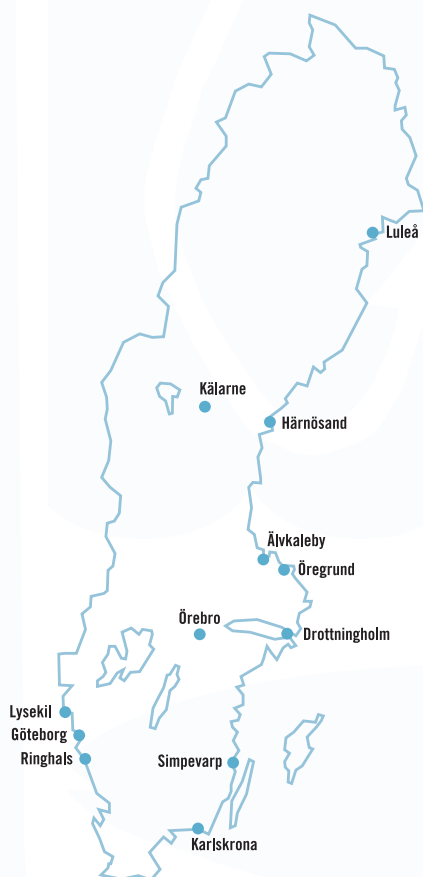 Luleå
Kälarne
Härnösand
Älvkaleby
Öregrund
Örebro
Drottningholm
Lysekil
Göteborg
Ringhals
Simpevarp
Karlskrona